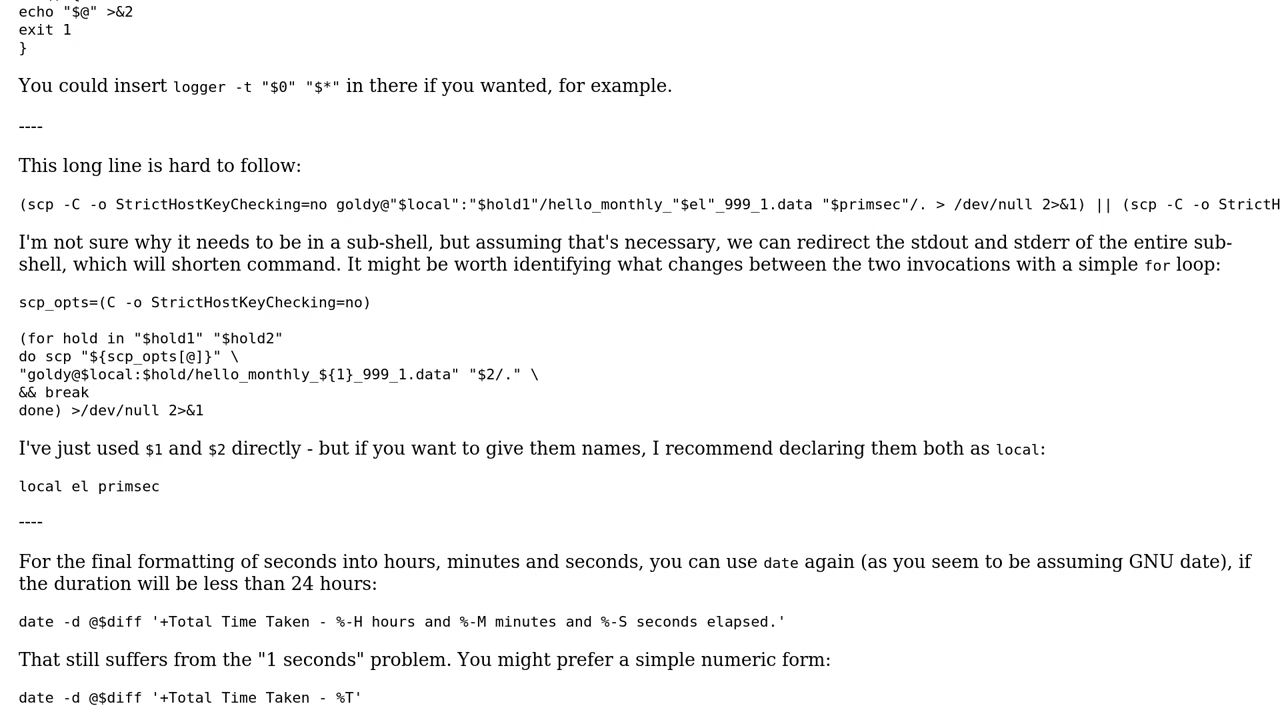 echo "$@" >&2
exit 1
}
You could insert logger -t "$0" "$*" in there if you wanted, for example.
----
This long line is hard to follow:
(scp -C -o StrictHostKeyChecking=no goldy@"$local":"$hold1"/hello_monthly_"$el"_999_1.data "$primsec"/. > /dev/null 2>&1) || (scp -C -o StrictH
I'm not sure why it needs to be in a sub-shell, but assuming that's necessary, we can redirect the stdout and stderr of the entire sub-
shell, which will shorten command. It might be worth identifying what changes between the two invocations with a simple for loop:
scp_opts=(C -o StrictHostKeyChecking=no)
(for hold in "$hold1" "$hold2"
do scp "${scp_opts[@]}" \
"goldy@$local:$hold/hello_monthly_${1}_999_1.data" "$2/." \
&& break
done) >/dev/null 2>&1
I've just used $1 and $2 directly - but if you want to give them names, I recommend declaring them both as local:
local el primsec
----
For the final formatting of seconds into hours, minutes and seconds, you can use date again (as you seem to be assuming GNU date), if
the duration will be less than 24 hours:
date -d @$diff '+Total Time Taken - %-H hours and %-M minutes and %-S seconds elapsed.'
That still suffers from the "1 seconds" problem. You might prefer a simple numeric form:
date -d @$diff '+Total Time Taken - %T'